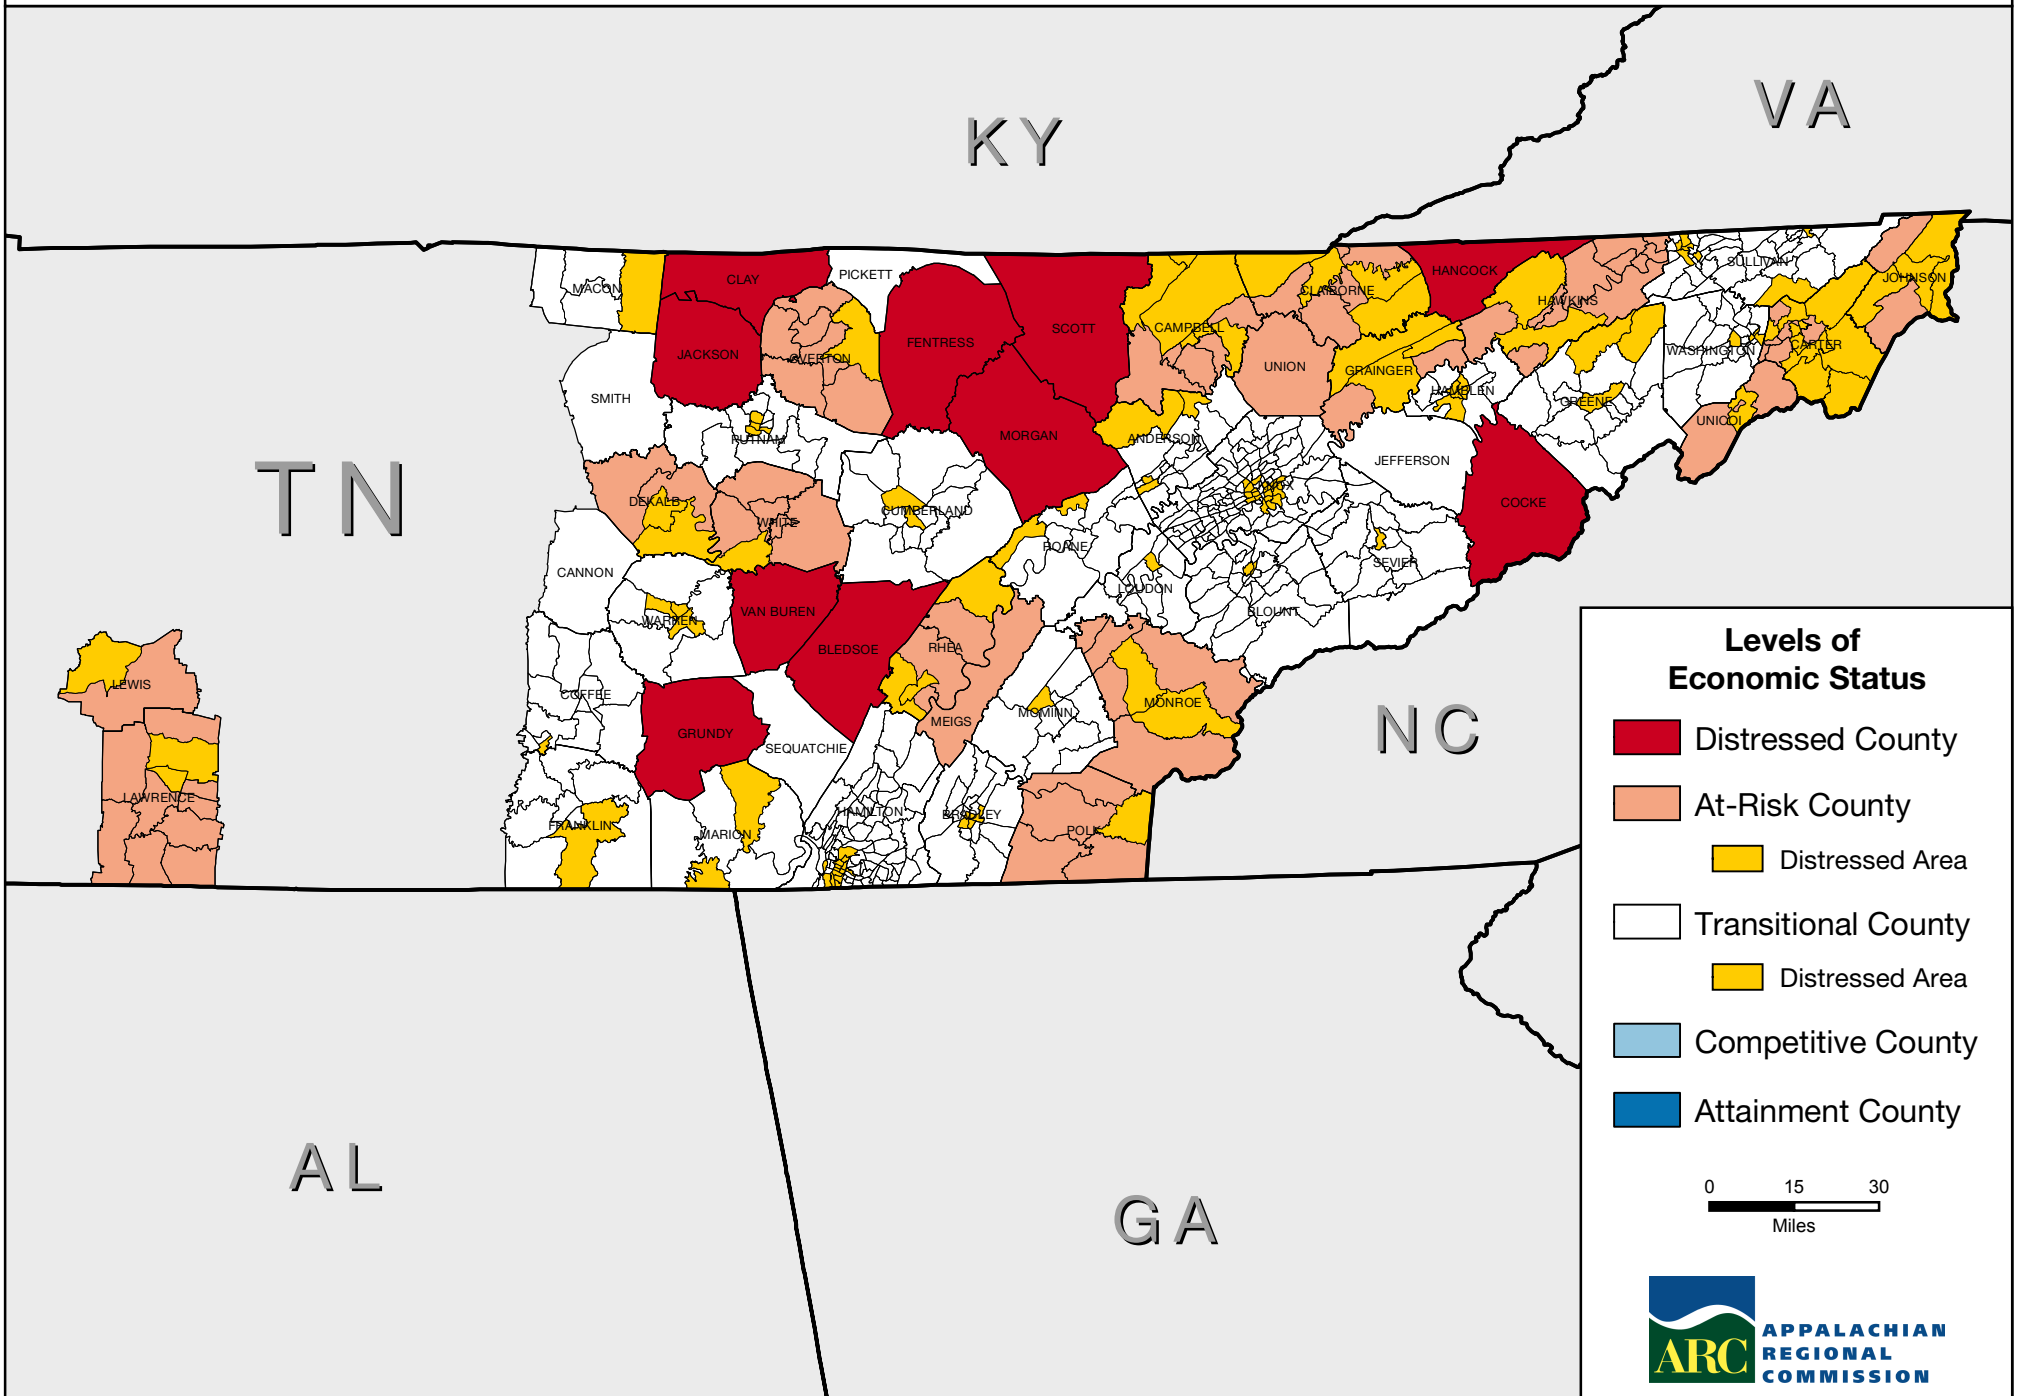 KY
VA
TN
NC
AL
GA
MACON
CLAY
PICKETT
HANCOCK
SULLIVAN
JOHNSON
CLAIBORNE
HAWKINS
SCOTT
CAMPBELL
JACKSON
OVERTON
FENTRESS
UNION
GRAINGER
WASHINGTON
CARTER
SMITH
HAMBLEN
GREENE
UNICOI
PUTNAM
MORGAN
ANDERSON
JEFFERSON
DEKALB
WHITE
CUMBERLAND
KNOX
COCKE
ROANE
CANNON
SEVIER
LOUDON
VAN BUREN
BLOUNT
WARREN
BLEDSOE
RHEA
LEWIS
COFFEE
MONROE
MCMINN
MEIGS
GRUNDY
SEQUATCHIE
LAWRENCE
HAMILTON
BRADLEY
FRANKLIN
MARION
POLK
Levels of
Economic Status
Distressed County
At-Risk County
Distressed Area
Transitional County
Distressed Area
Competitive County
Attainment County
0 15 30
Miles
ARC
APPALACHIAN
REGIONAL
COMMISSION